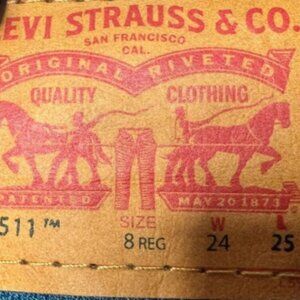 EVI STRAUSS & CO.
SAN FRANCISCO
CAL.
ORIGINAL RIVETED
QUALITY CLOTHING
PATENTED MAY 20 1873
SIZE W L
511™ 8 REG 24 25